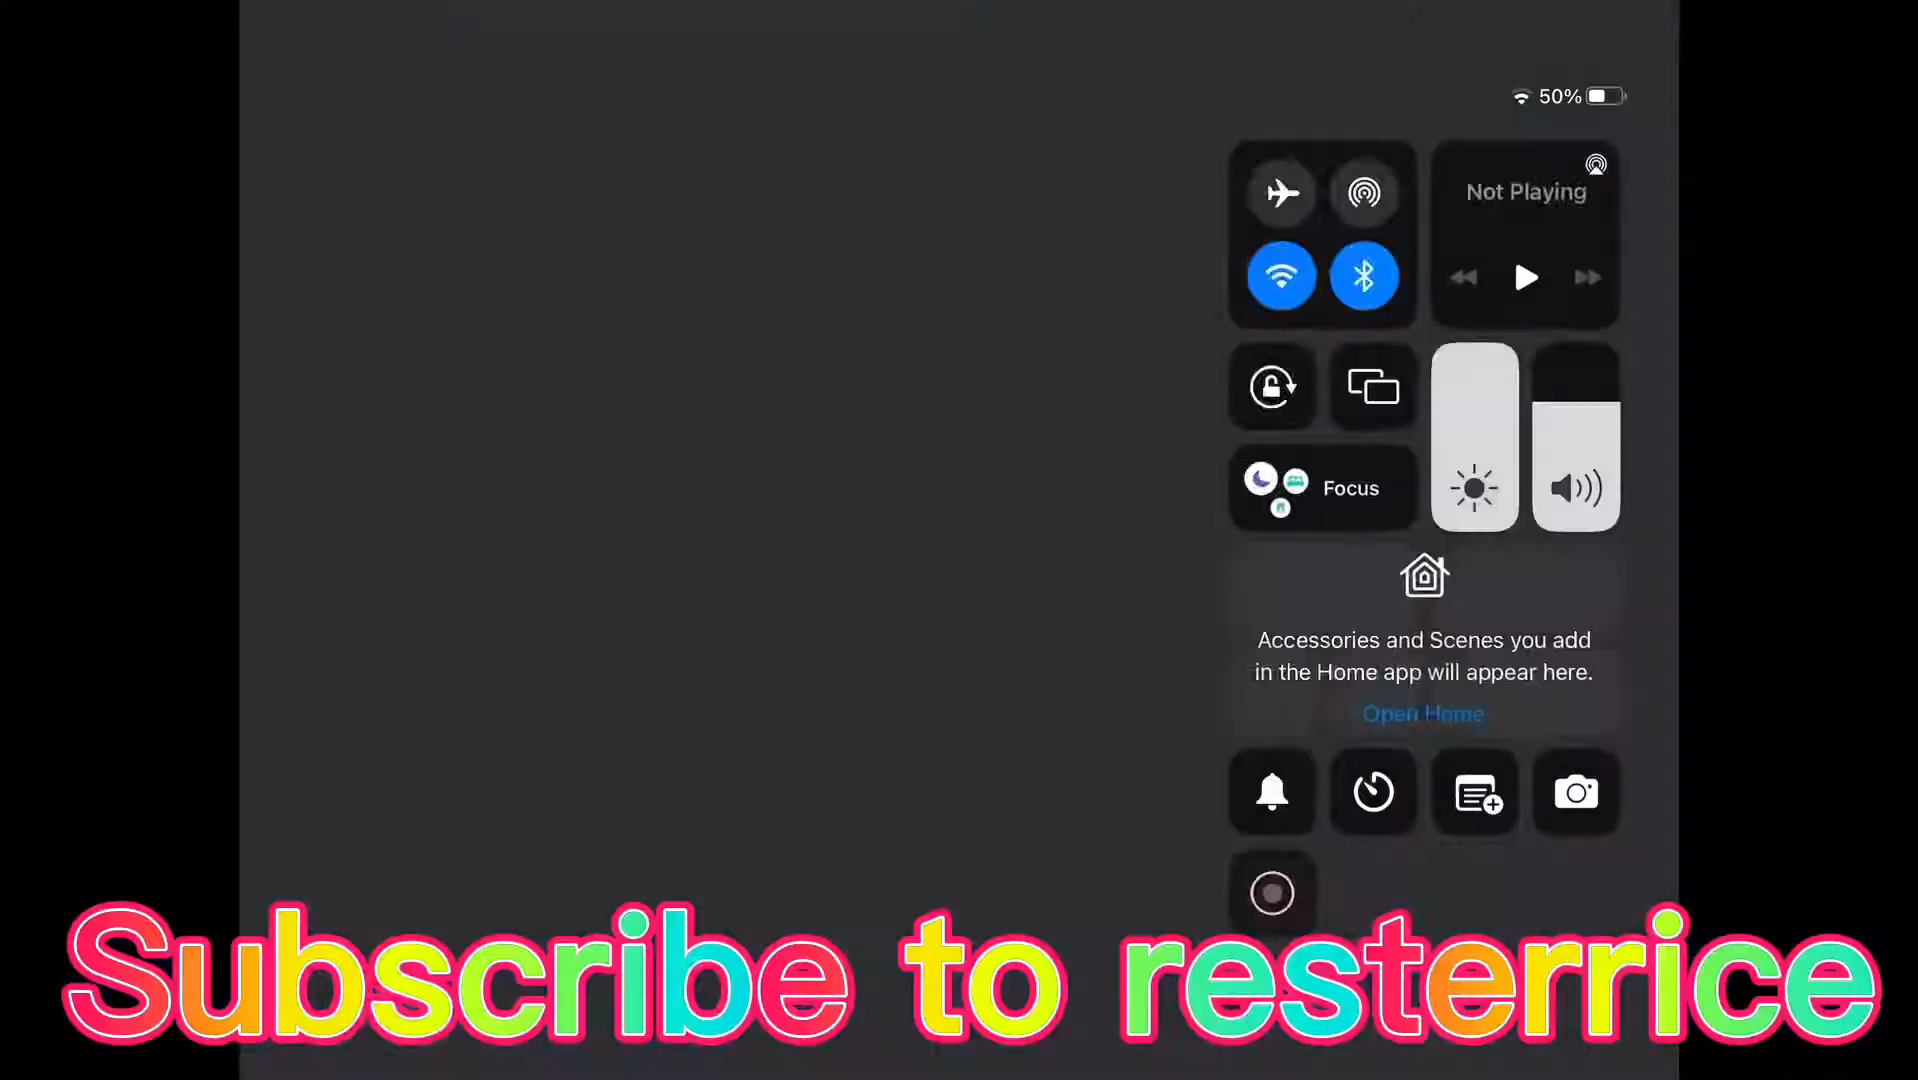 50%
Not Playing
Focus
Accessories and Scenes you add
in the Home app will appear here.
Open Home
Subscribe to resterrice